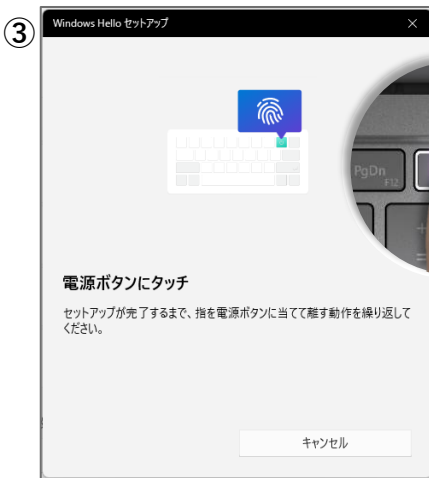 ③
Windows Hello セットアップ
PgDn
F12
電源ボタンにタッチ
セットアップが完了するまで、指を電源ボタンに当てて離す動作を繰り返して
ください。
キャンセル